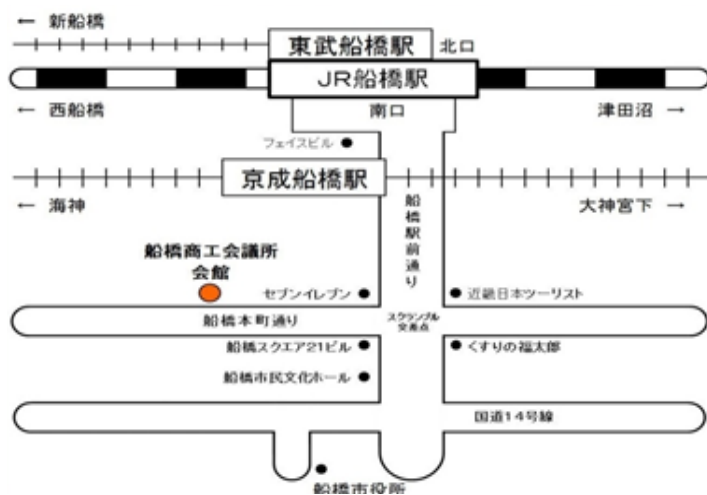 ← 新船橋
東武船橋駅 北口
JR船橋駅
← 西船橋
南口
津田沼 →
フェイスビル
京成船橋駅
← 海神
船橋駅前通り
大神宮下 →
船橋商工会議所
会館
セブンイレブン
近畿日本ツーリスト
船橋本町通り
スクランブル
交差点
船橋スクエア21ビル
くすりの福太郎
船橋市民文化ホール
国道14号線
船橋市役所